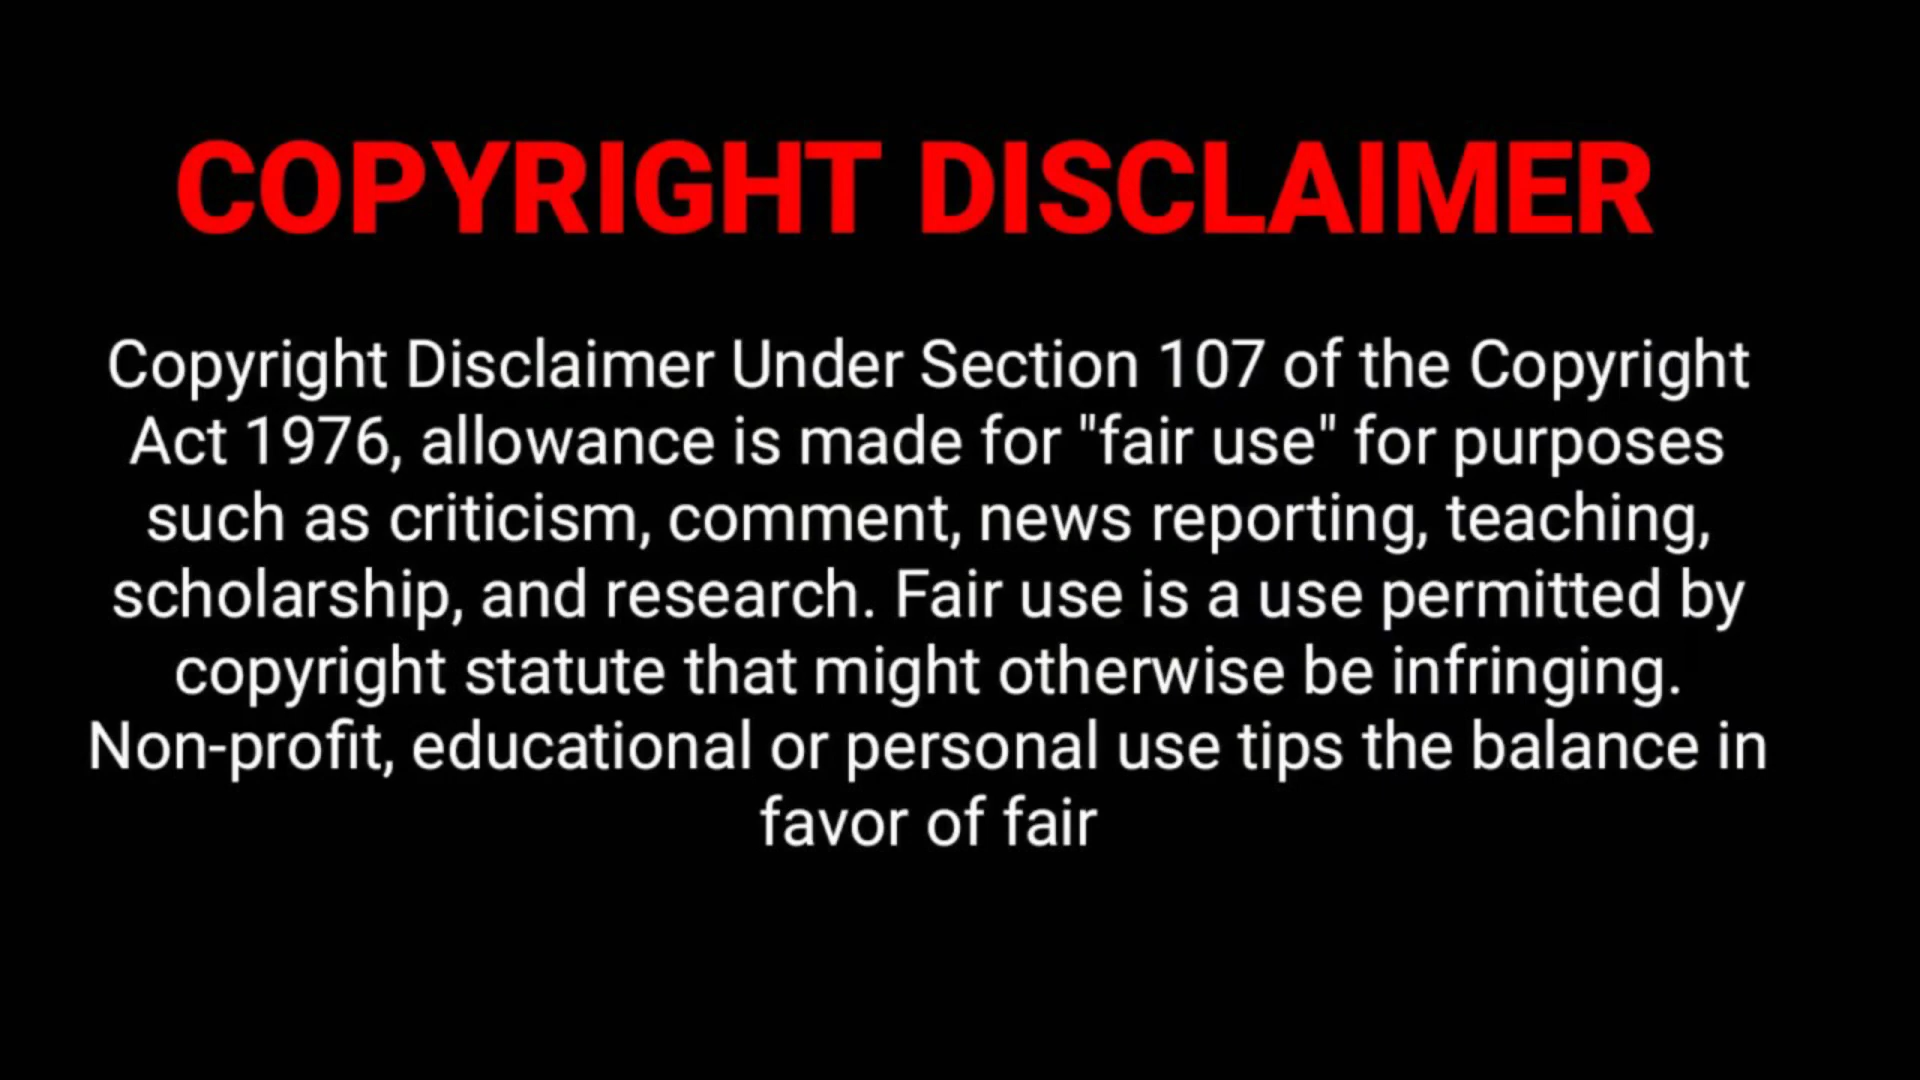 COPYRIGHT DISCLAIMER
Copyright Disclaimer Under Section 107 of the Copyright
Act 1976, allowance is made for "fair use" for purposes
such as criticism, comment, news reporting, teaching,
scholarship, and research. Fair use is a use permitted by
copyright statute that might otherwise be infringing.
Non-profit, educational or personal use tips the balance in
favor of fair